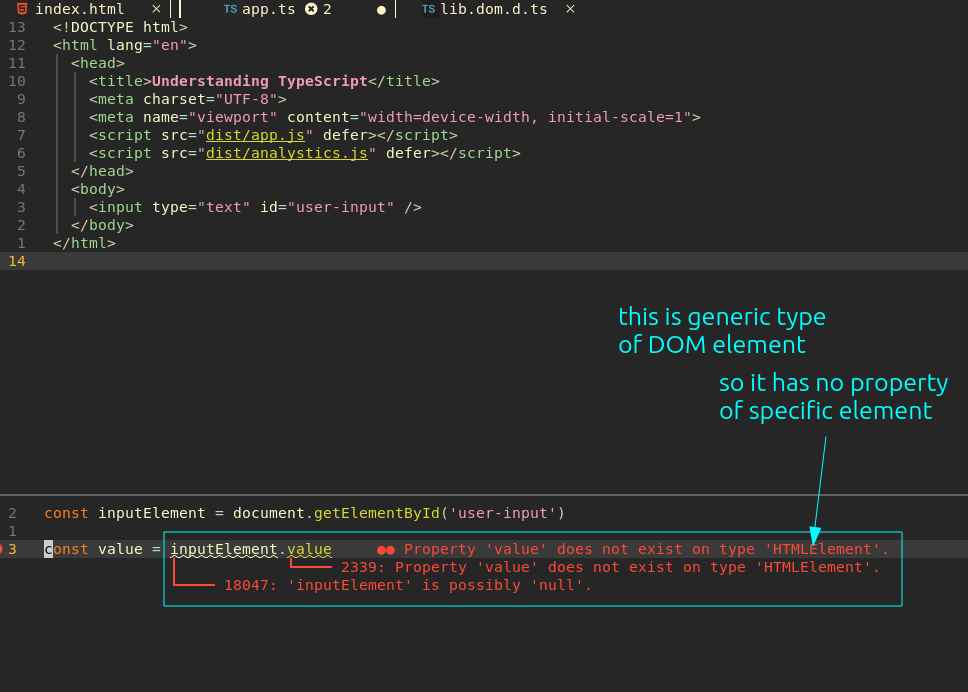 index.html × TS app.ts 2 ● TS lib.dom.d.ts ×
13 <!DOCTYPE html>
12 <html lang="en">
11 <head>
10 <title>Understanding TypeScript</title>
9 <meta charset="UTF-8">
8 <meta name="viewport" content="width=device-width, initial-scale=1">
7 <script src="dist/app.js" defer></script>
6 <script src="dist/analystics.js" defer></script>
5 </head>
4 <body>
3 <input type="text" id="user-input" />
2 </body>
1 </html>
14
this is generic type
of DOM element
so it has no property
of specific element
2 const inputElement = document.getElementById('user-input')
1
3 const value = inputElement.value ●● Property 'value' does not exist on type 'HTMLElement'.
2339: Property 'value' does not exist on type 'HTMLElement'.
18047: 'inputElement' is possibly 'null'.